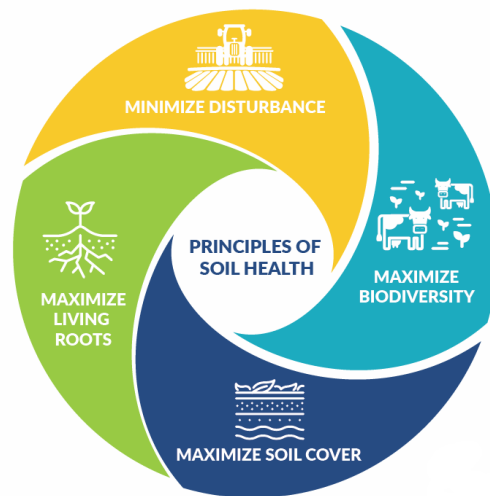 MINIMIZE DISTURBANCE
PRINCIPLES OF
SOIL HEALTH
MAXIMIZE
BIODIVERSITY
MAXIMIZE
LIVING
ROOTS
MAXIMIZE SOIL COVER